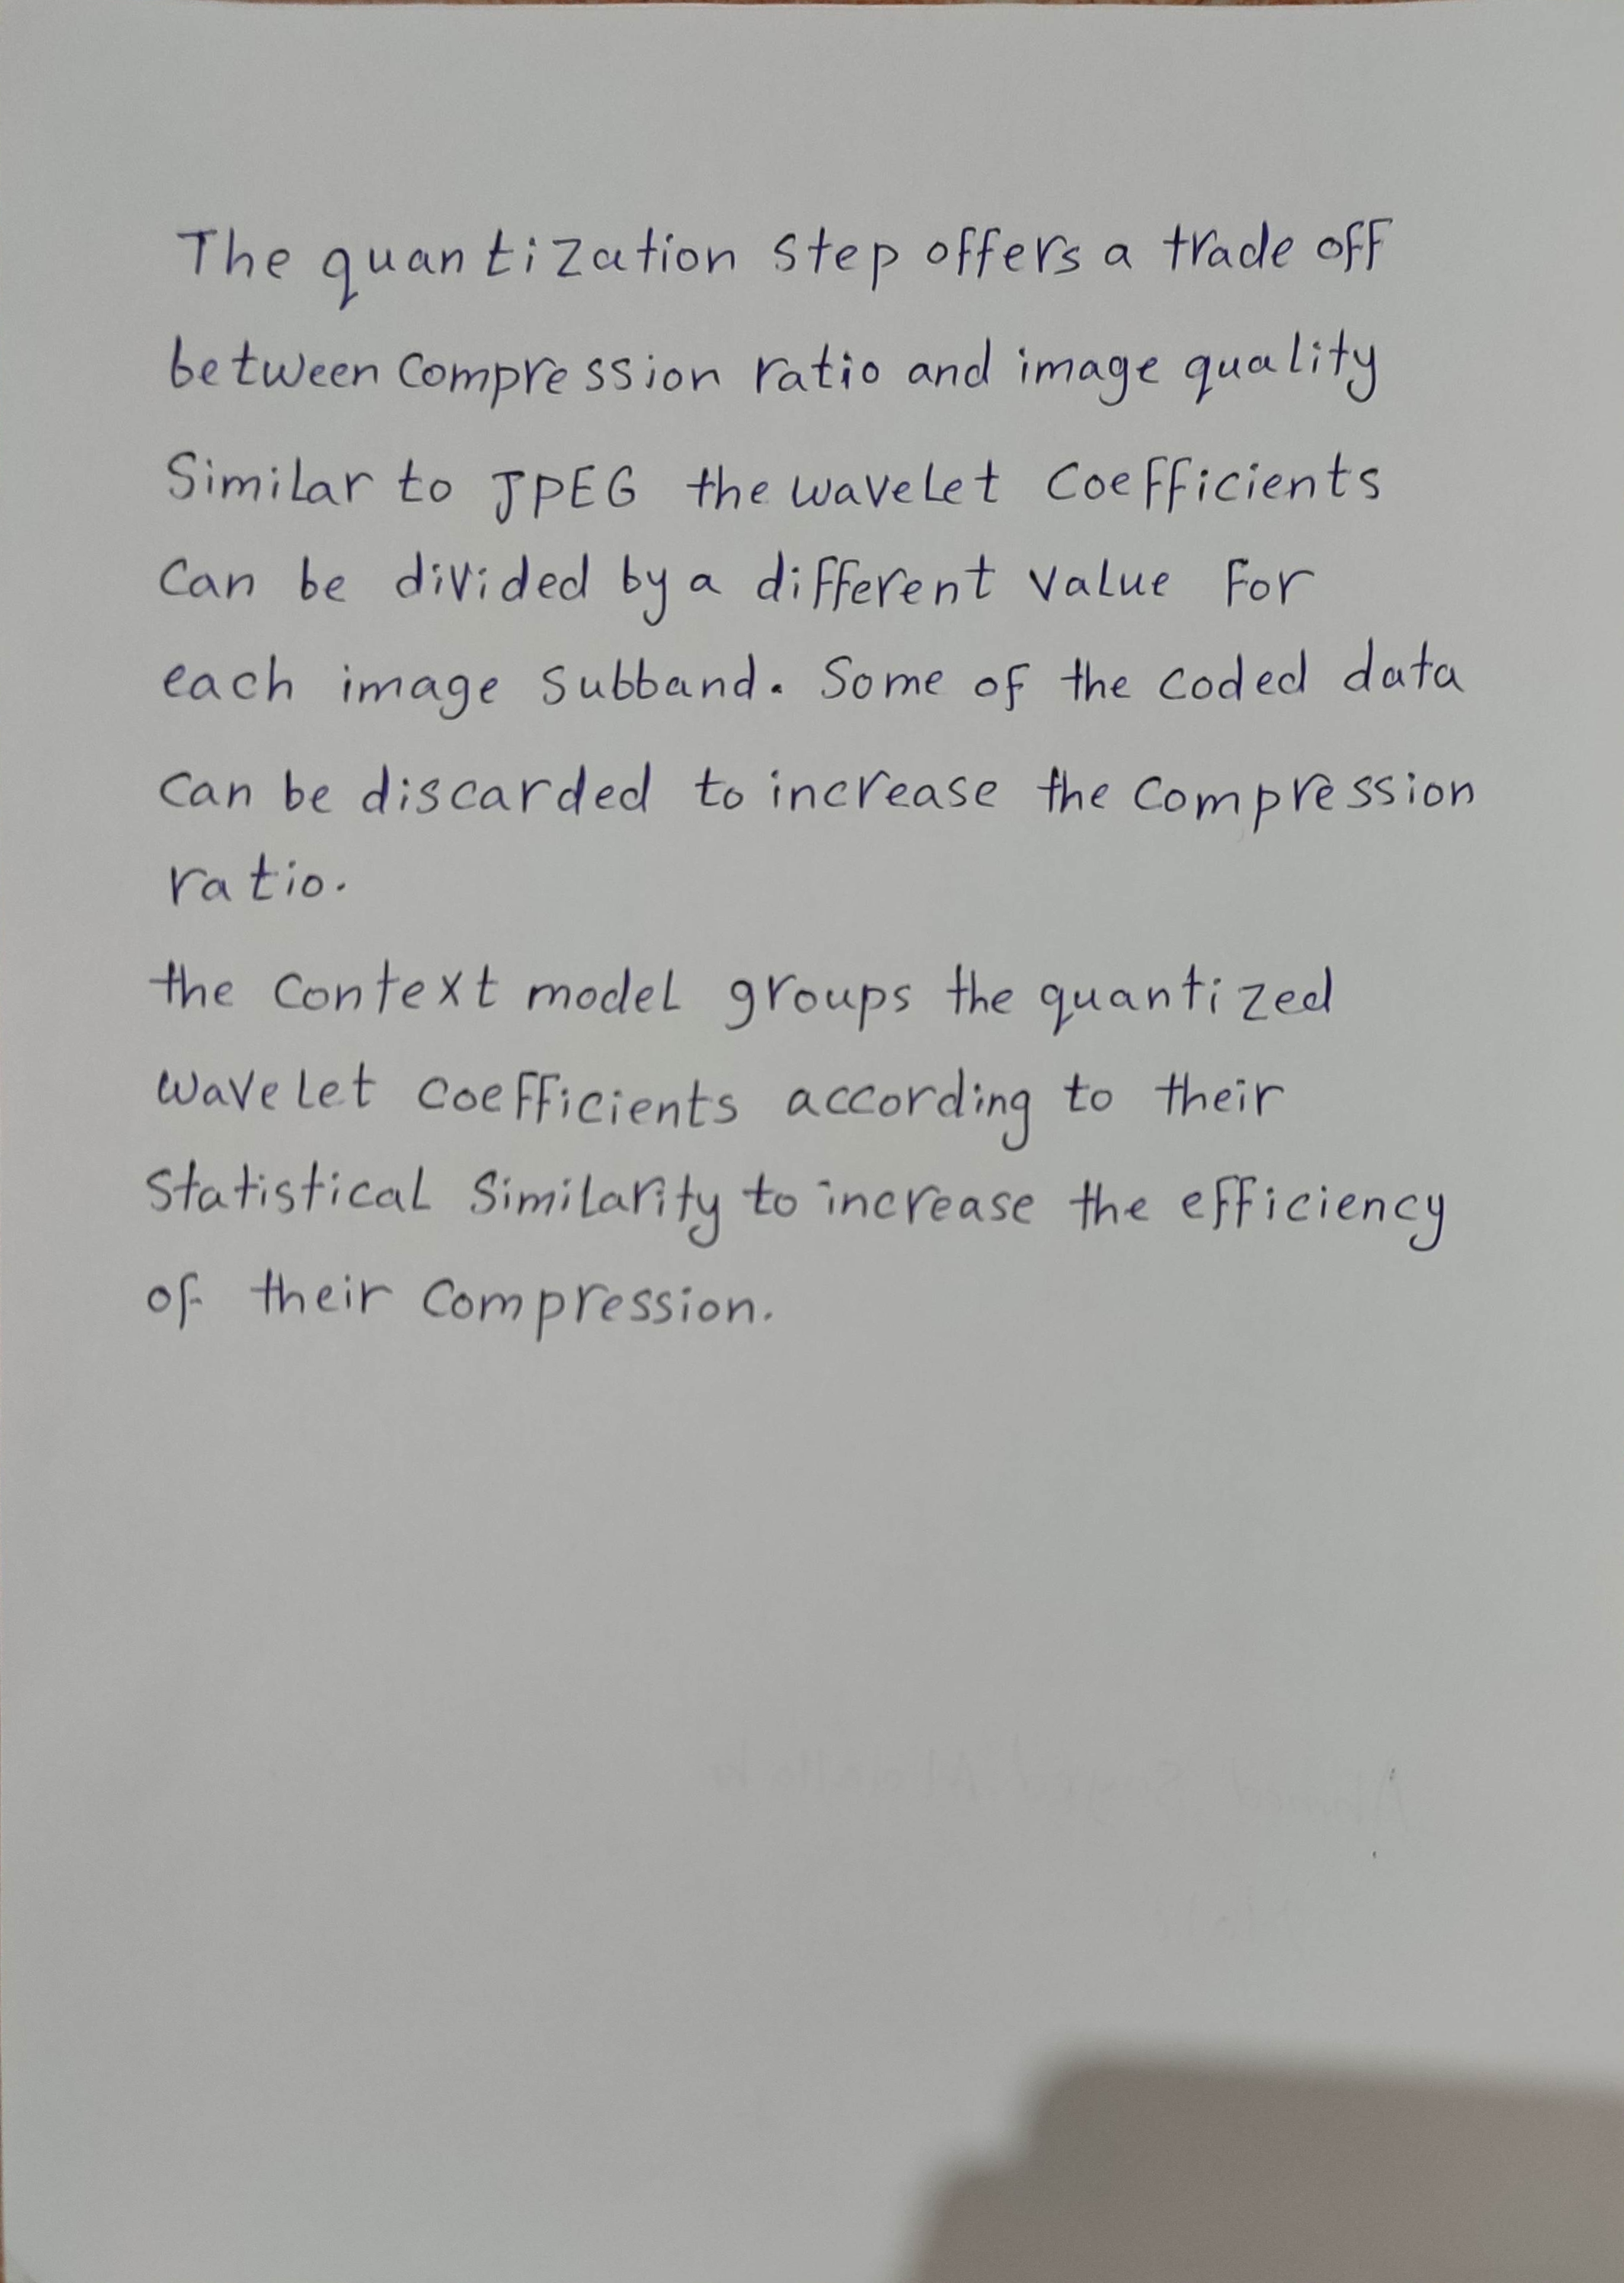 The quantization step offers a trade off
between compression ratio and image quality
Similar to JPEG the wavelet coefficients
can be divided by a different value for
each image subband. Some of the coded data
can be discarded to increase the compression
ratio.
the context model groups the quantized
wavelet coefficients according to their
statistical similarity to increase the efficiency
of their compression.